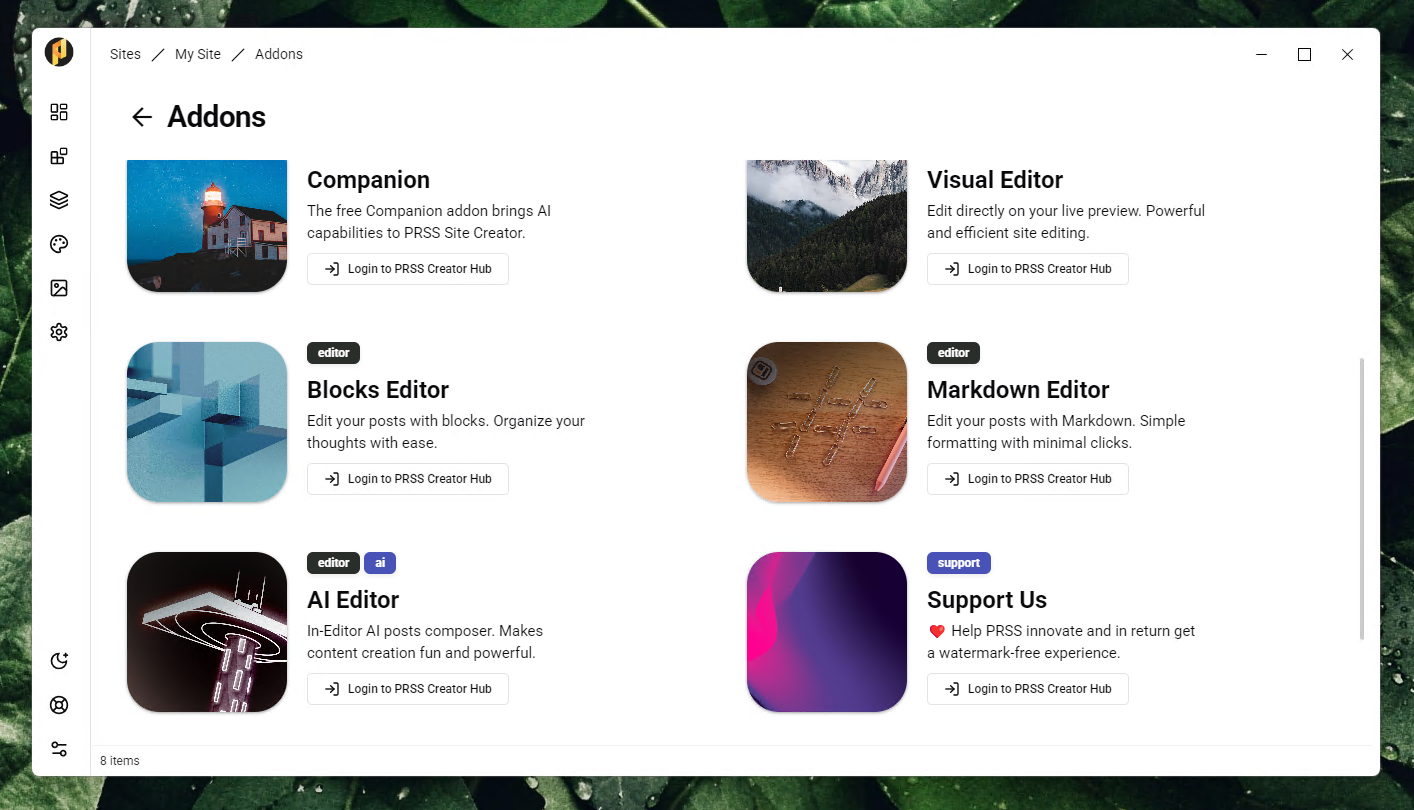 Sites / My Site / Addons
Addons
Companion
The free Companion addon brings AI
capabilities to PRSS Site Creator.
Login to PRSS Creator Hub
Visual Editor
Edit directly on your live preview. Powerful
and efficient site editing.
Login to PRSS Creator Hub
editor
Blocks Editor
Edit your posts with blocks. Organize your
thoughts with ease.
Login to PRSS Creator Hub
editor
Markdown Editor
Edit your posts with Markdown. Simple
formatting with minimal clicks.
Login to PRSS Creator Hub
editor ai
AI Editor
In-Editor AI posts composer. Makes
content creation fun and powerful.
Login to PRSS Creator Hub
support
Support Us
❤️ Help PRSS innovate and in return get
a watermark-free experience.
Login to PRSS Creator Hub
8 items